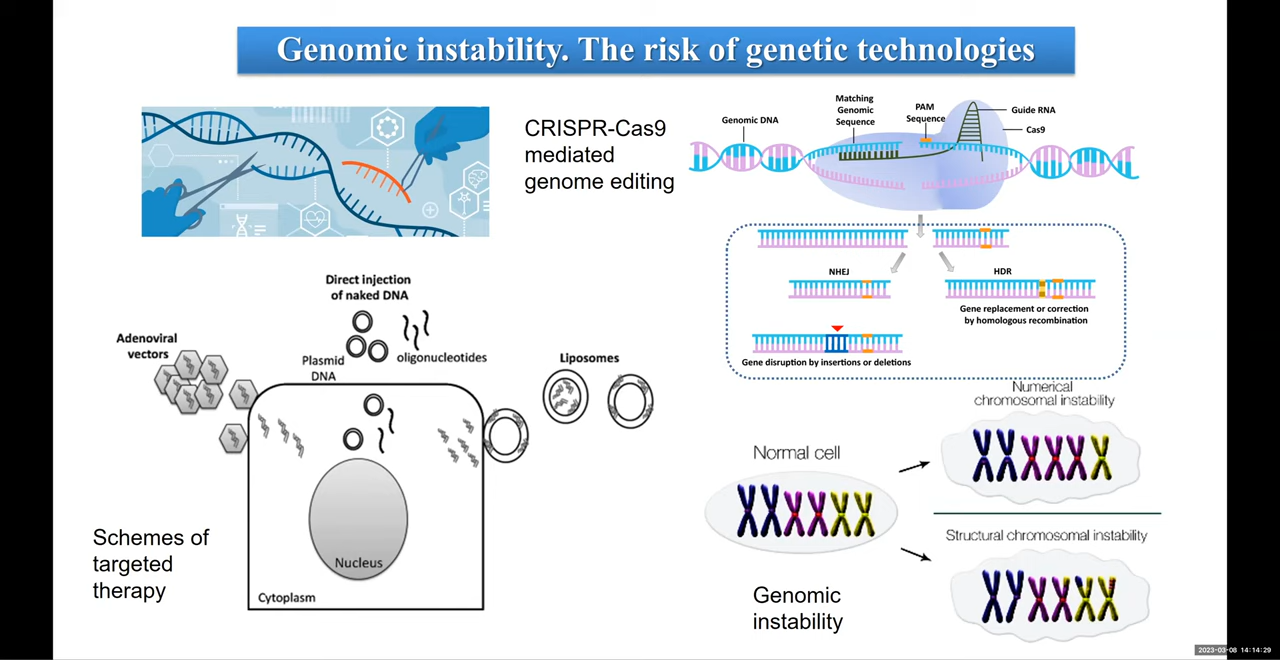 Genomic instability. The risk of genetic technologies
CRISPR-Cas9
mediated
genome editing
Genomic DNA
Matching
Genomic
Sequence
PAM
Sequence
Guide RNA
Cas9
NHEJ
HDR
Gene replacement or correction
by homologous recombination
Gene disruption by insertions or deletions
Direct injection
of naked DNA
Adenoviral
vectors
Plasmid
DNA
oligonucleotides
Liposomes
Nucleus
Cytoplasm
Schemes of
targeted
therapy
Normal cell
Numerical
chromosomal instability
Structural chromosomal instability
Genomic
instability
2023-03-08 14:14:29